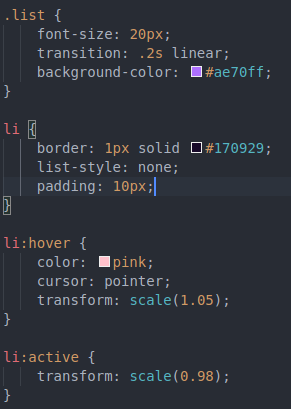 .list {
font-size: 20px;
transition: .2s linear;
background-color: #ae70ff;
}
li {
border: 1px solid #170929;
list-style: none;
padding: 10px;
}
li:hover {
color: pink;
cursor: pointer;
transform: scale(1.05);
}
li:active {
transform: scale(0.98);
}